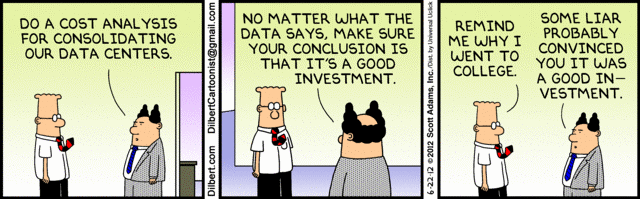 DO A COST ANALYSIS
FOR CONSOLIDATING
OUR DATA CENTERS.
Dilbert.com DilbertCartoonist@gmail.com
NO MATTER WHAT THE
DATA SAYS, MAKE SURE
YOUR CONCLUSION IS
THAT IT'S A GOOD
INVESTMENT.
6-22-12 ©2012 Scott Adams, Inc. /Dist. by Universal Uclick
REMIND
ME WHY I
WENT TO
COLLEGE.
SOME LIAR
PROBABLY
CONVINCED
YOU IT WAS
A GOOD IN-
VESTMENT.